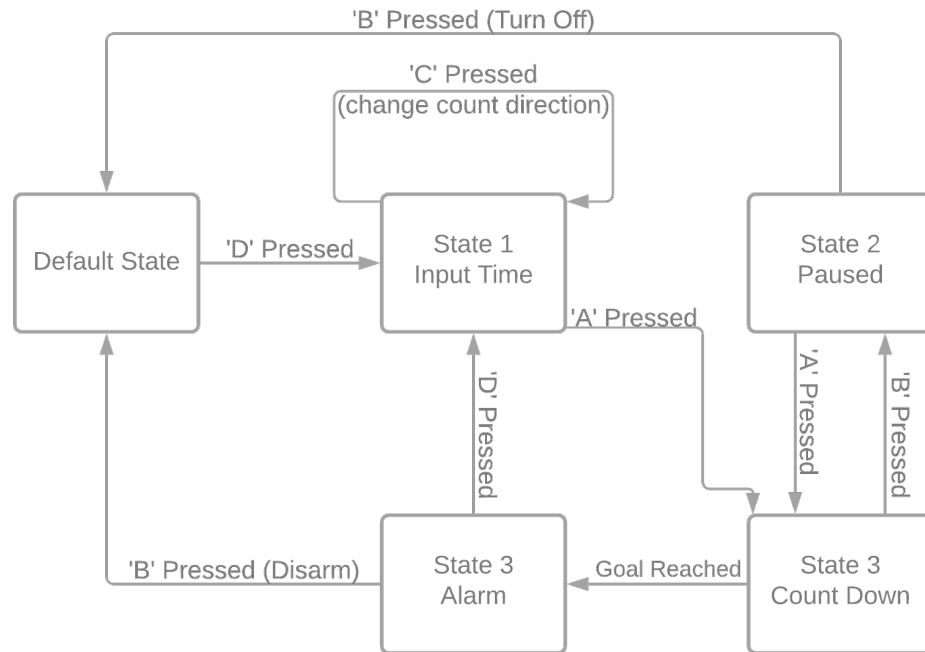 'B' Pressed (Turn Off)
'C' Pressed
(change count direction)
Default State
'D' Pressed
State 1
Input Time
State 2
Paused
'A' Pressed
'D' Pressed
'A' Pressed
'B' Pressed
'B' Pressed (Disarm)
State 3
Alarm
Goal Reached
State 3
Count Down